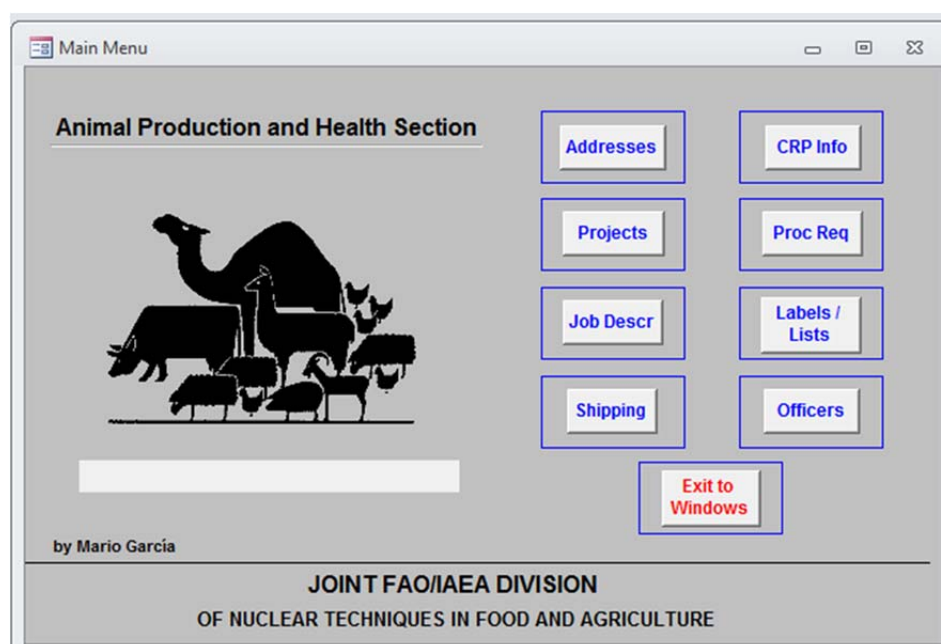 Main Menu
Animal Production and Health Section
Addresses
CRP Info
Projects
Proc Req
Job Descr
Labels /
Lists
Shipping
Officers
Exit to
Windows
by Mario García
JOINT FAO/IAEA DIVISION
OF NUCLEAR TECHNIQUES IN FOOD AND AGRICULTURE